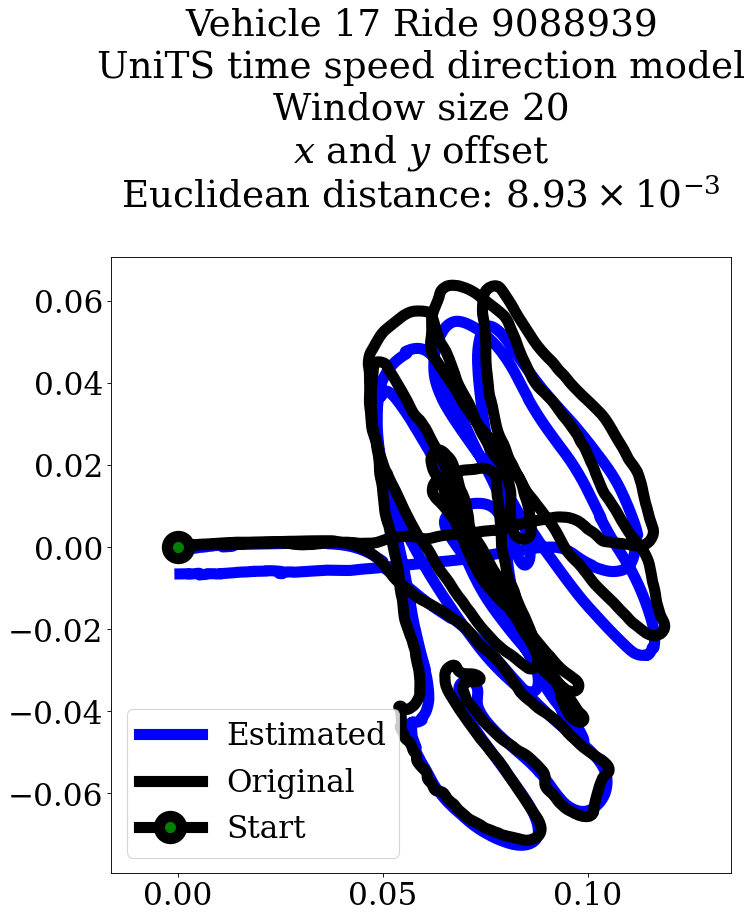 Vehicle 17 Ride 9088939
UniTS time speed direction model
Window size 20
x and y offset
Euclidean distance: 8.93 × 10⁻³
0.06
0.04
0.02
0.00
−0.02
−0.04
−0.06
Estimated
Original
Start
0.00 0.05 0.10